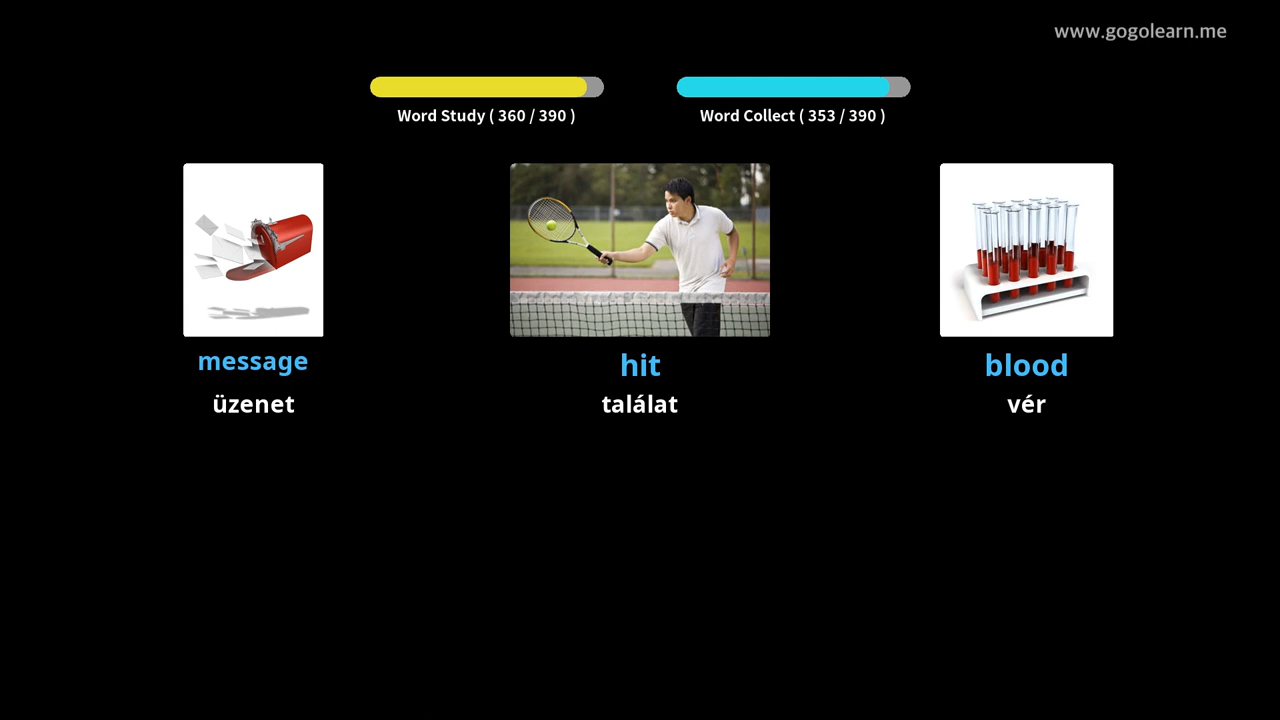 www.gogolearn.me
Word Study ( 360 / 390 )
Word Collect ( 353 / 390 )
message
hit
blood
üzenet
találat
vér